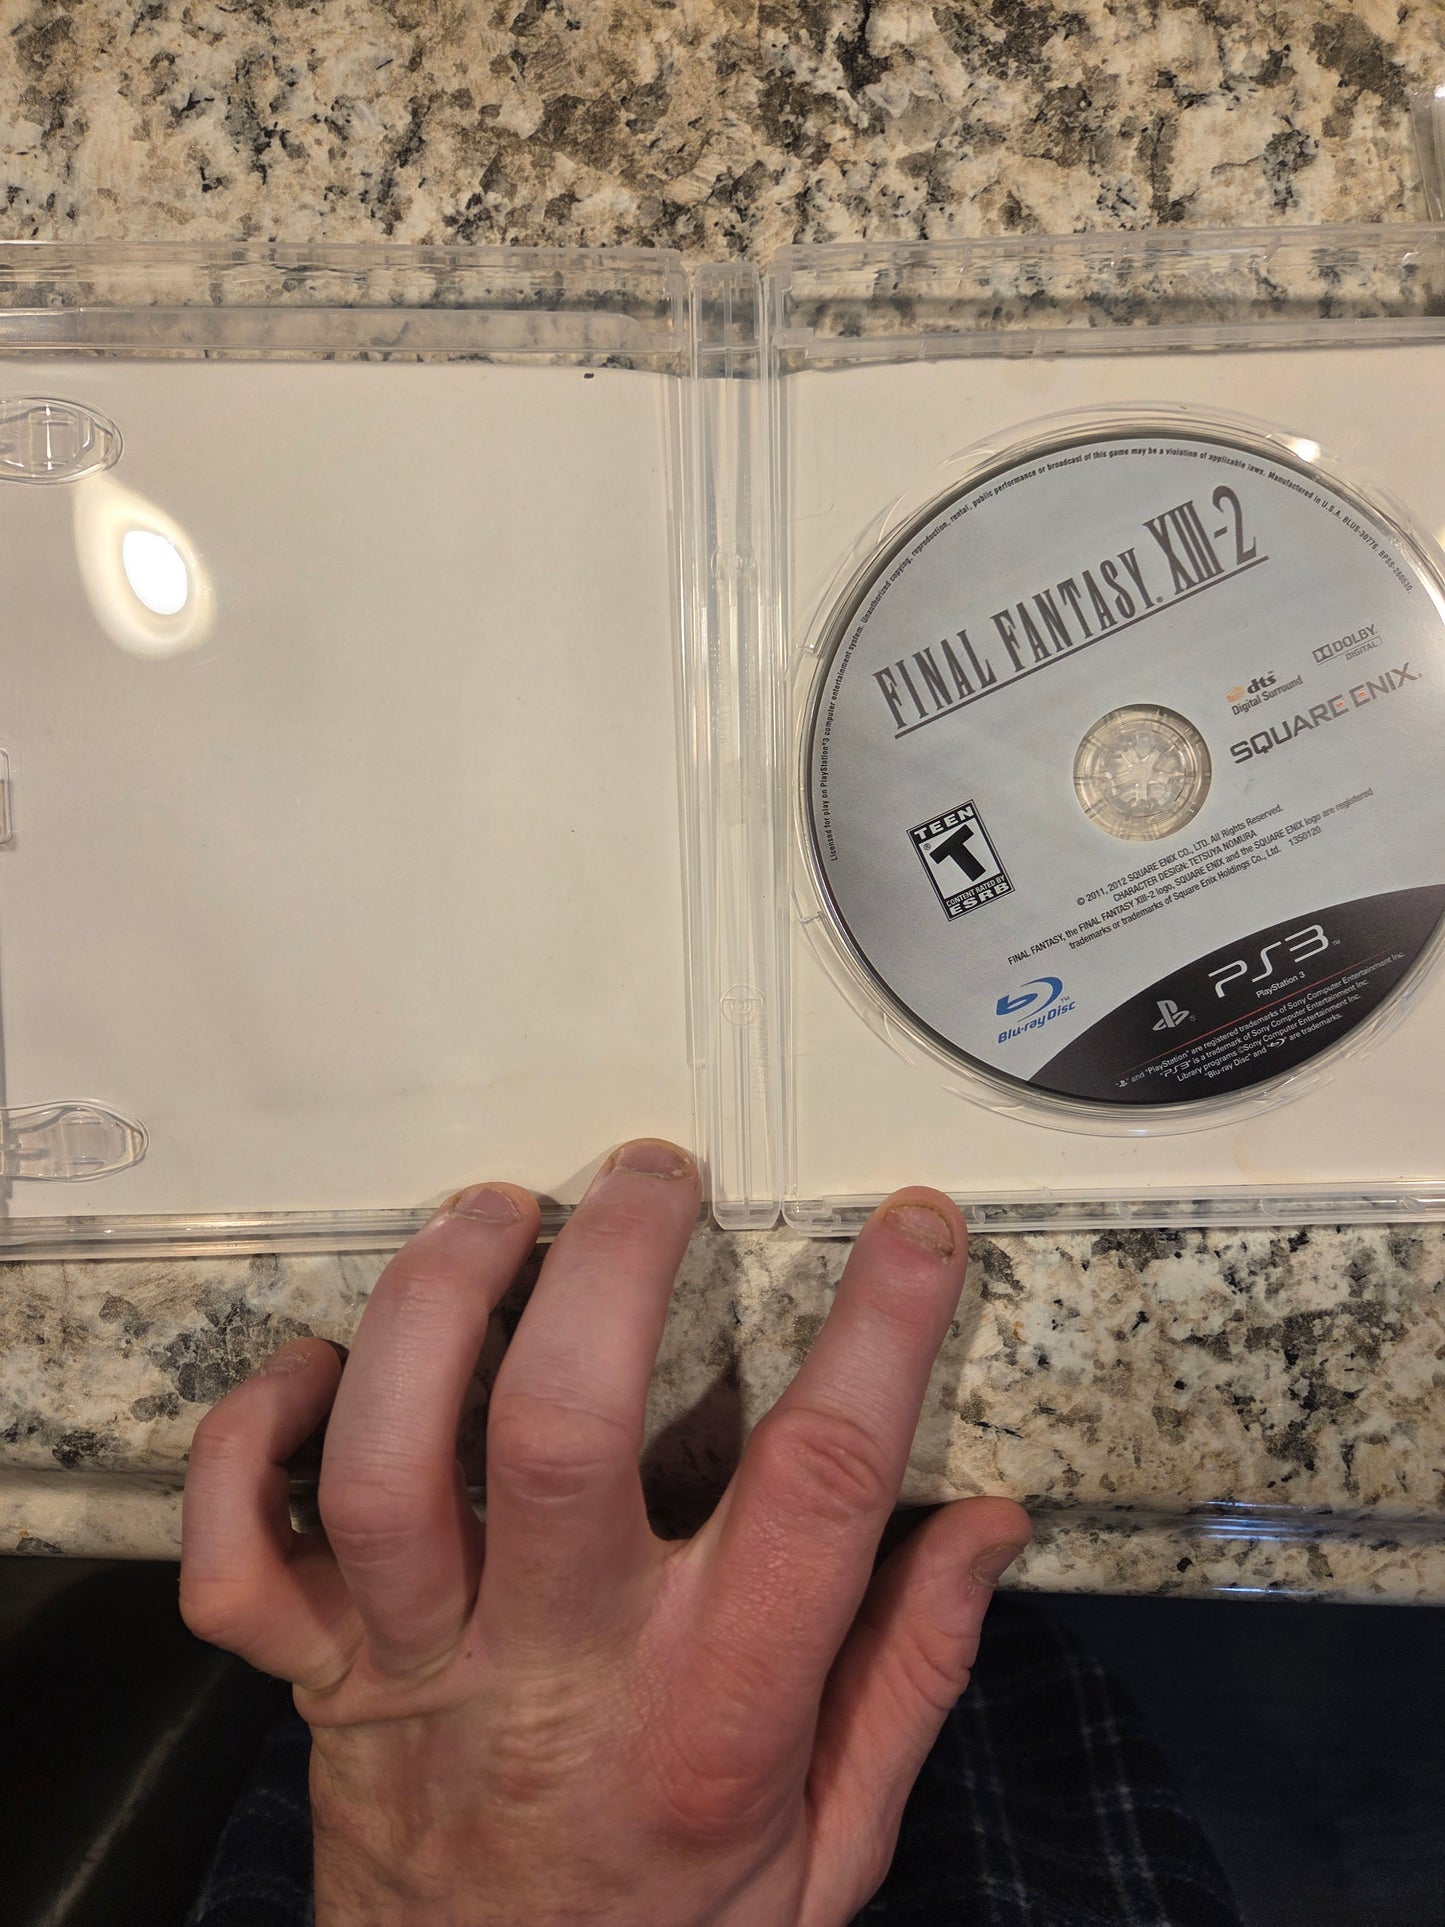 Licensed for play on PlayStation®3 computer entertainment system. Unauthorized copying, reproduction, rental, public performance or broadcast of this game may be a violation of applicable laws. Manufactured in U.S.A. BLUS-30776.
FINAL FANTASY® XIII-2
DOLBY
DIGITAL
dts
Digital Surround
SQUARE ENIX.
TEEN
T
®
CONTENT RATED BY
ESRB
© 2011, 2012 SQUARE ENIX CO., LTD. All Rights Reserved.
CHARACTER DESIGN: TETSUYA NOMURA
FINAL FANTASY, the FINAL FANTASY XIII-2 logo, SQUARE ENIX and the SQUARE ENIX logo are registered
trademarks or trademarks of Square Enix Holdings Co., Ltd. 1350120
Blu-ray Disc™
PS3™
PlayStation 3
and "PlayStation" are registered trademarks of Sony Computer Entertainment Inc.
"PS3" is a trademark of Sony Computer Entertainment Inc.
Library programs ©Sony Computer Entertainment Inc.
"Blu-ray Disc" and are trademarks.